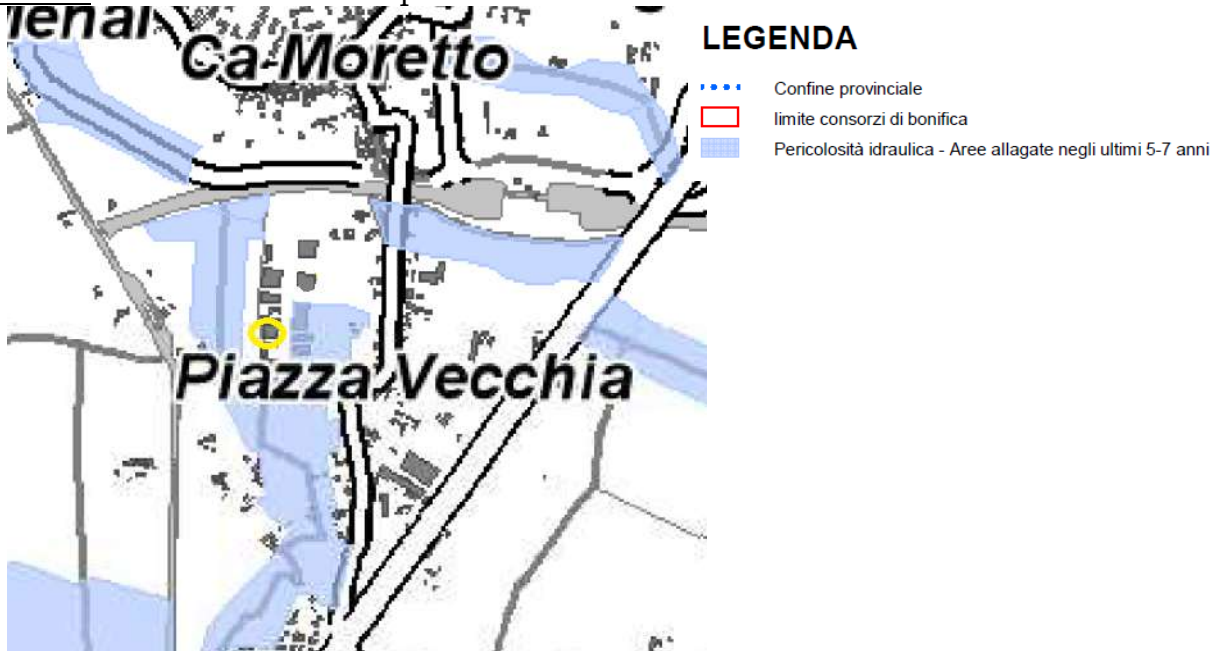 Ca Moretto
Piazza Vecchia
LEGENDA
Confine provinciale
limite consorzi di bonifica
Pericolosità idraulica - Aree allagate negli ultimi 5-7 anni